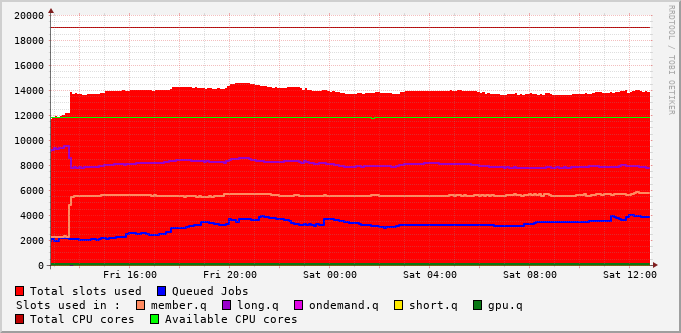 RRDTOOL / TOBI OETIKER
20000
18000
16000
14000
12000
10000
8000
6000
4000
2000
0
Fri 16:00 Fri 20:00 Sat 00:00 Sat 04:00 Sat 08:00 Sat 12:00
Total slots used Queued Jobs
Slots used in : member.q long.q ondemand.q short.q gpu.q
Total CPU cores Available CPU cores